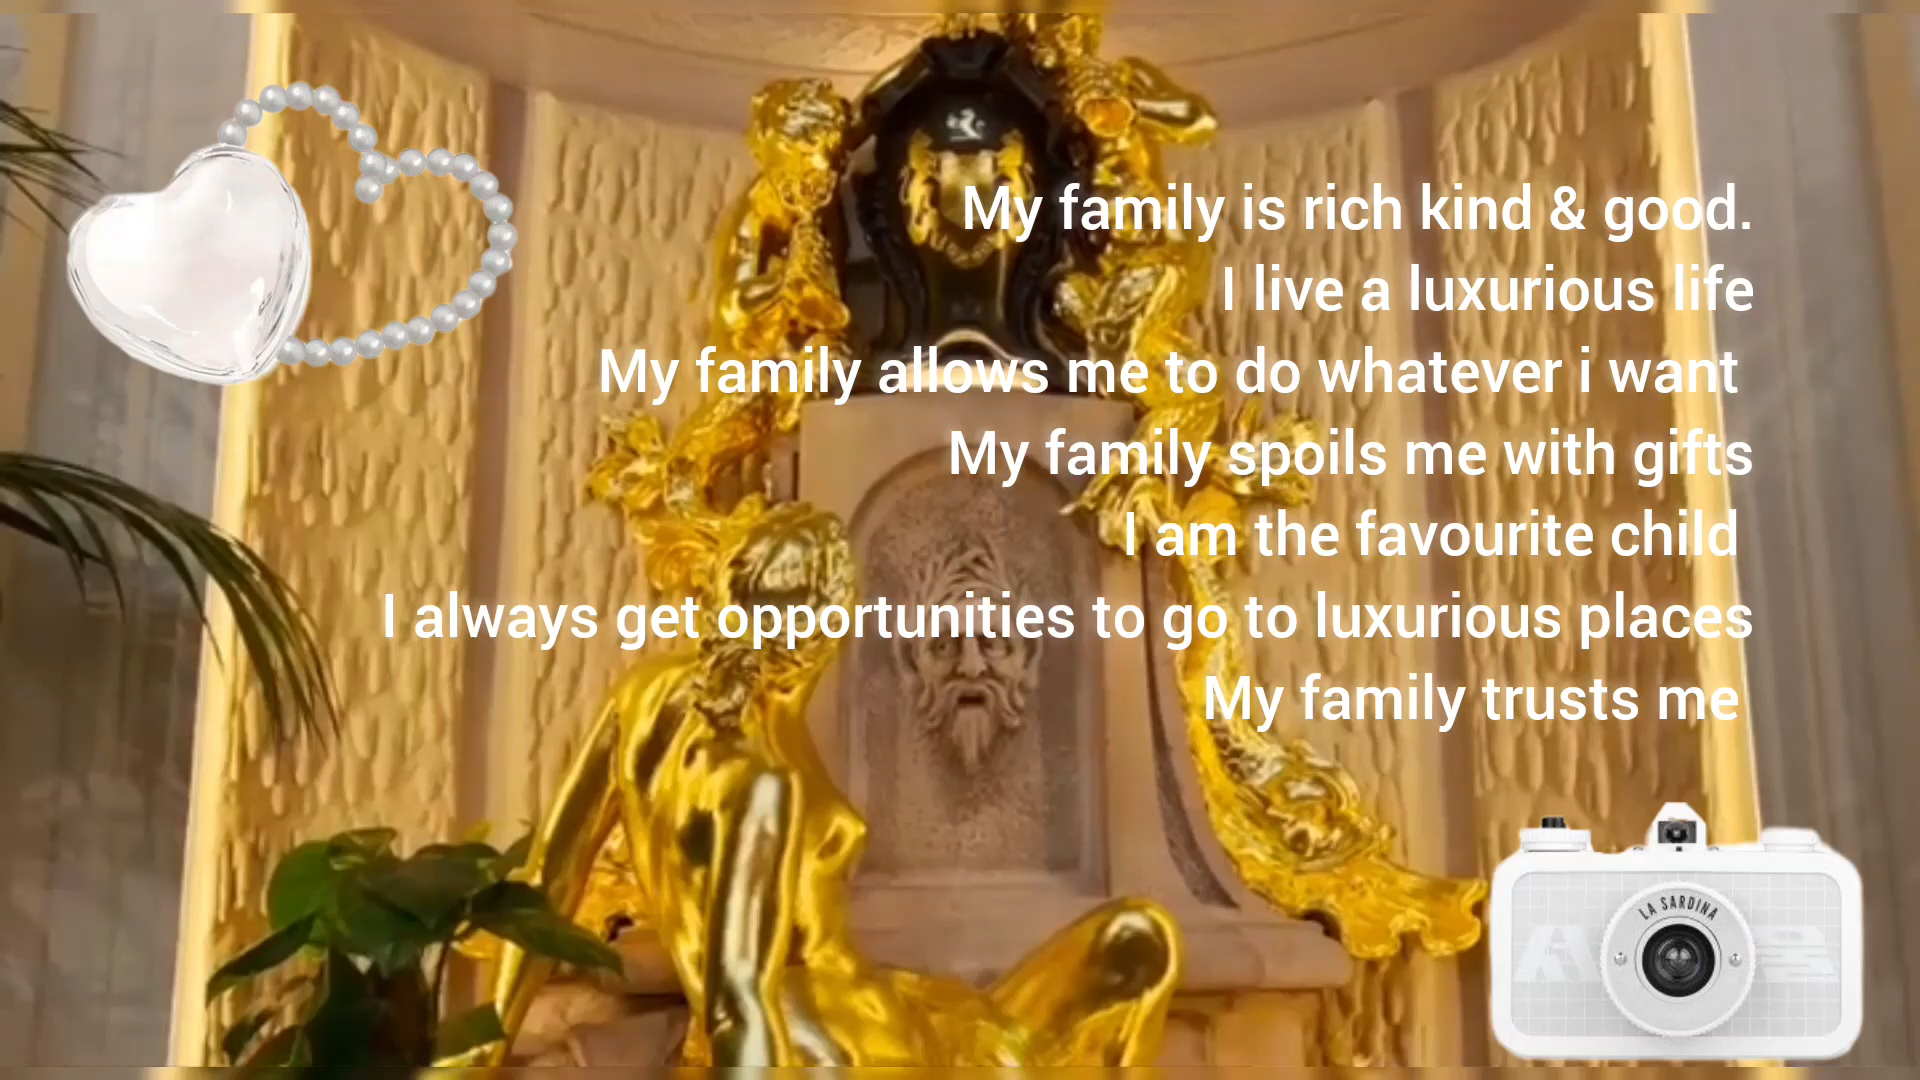 My family is rich kind & good.
I live a luxurious life
My family allows me to do whatever i want
My family spoils me with gifts
I am the favourite child
I always get opportunities to go to luxurious places
My family trusts me
LA SARDINA